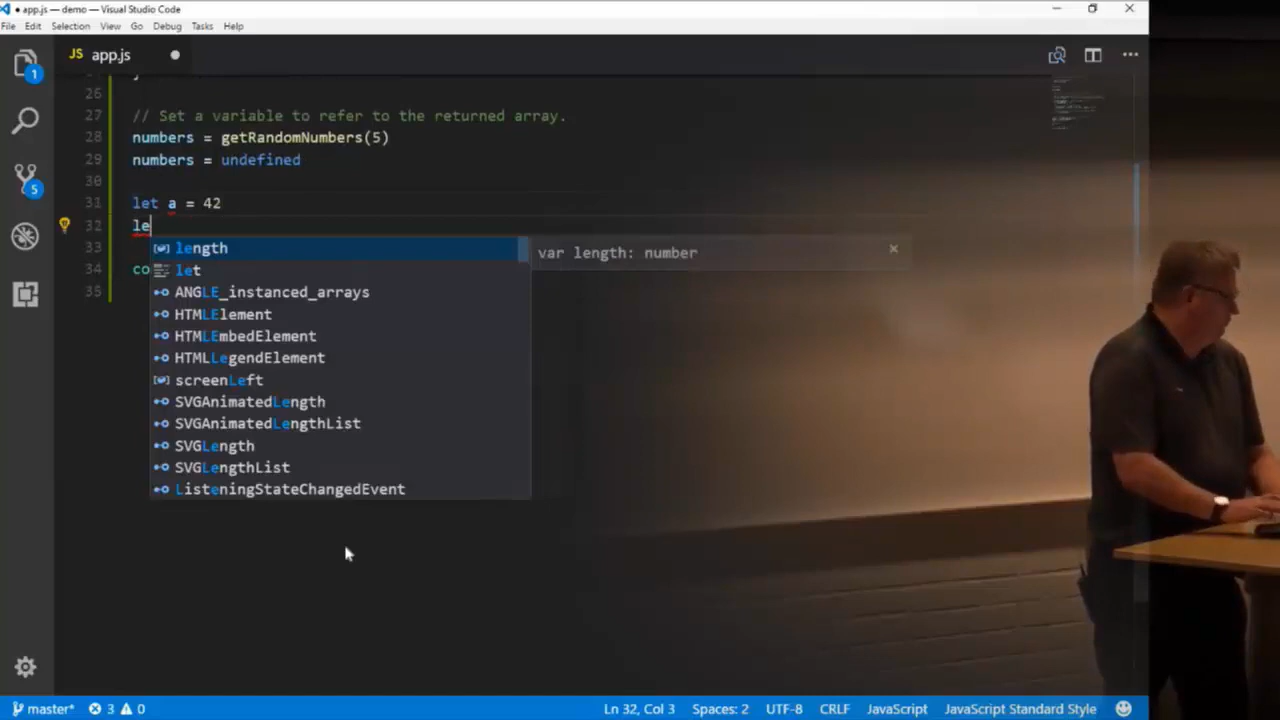 app.js — demo — Visual Studio Code
File Edit Selection View Go Debug Tasks Help
JS app.js
1
26
27 // Set a variable to refer to the returned array.
28 numbers = getRandomNumbers(5)
29 numbers = undefined
30
31 let a = 42
32 le
33 length var length: number
34 co let
35 ANGLE_instanced_arrays
HTMLElement
HTMLEmbedElement
HTMLLegendElement
screenLeft
SVGAnimatedLength
SVGAnimatedLengthList
SVGLength
SVGLengthList
ListeningStateChangedEvent
5
master* 3 0 Ln 32, Col 3 Spaces: 2 UTF-8 CRLF JavaScript JavaScript Standard Style